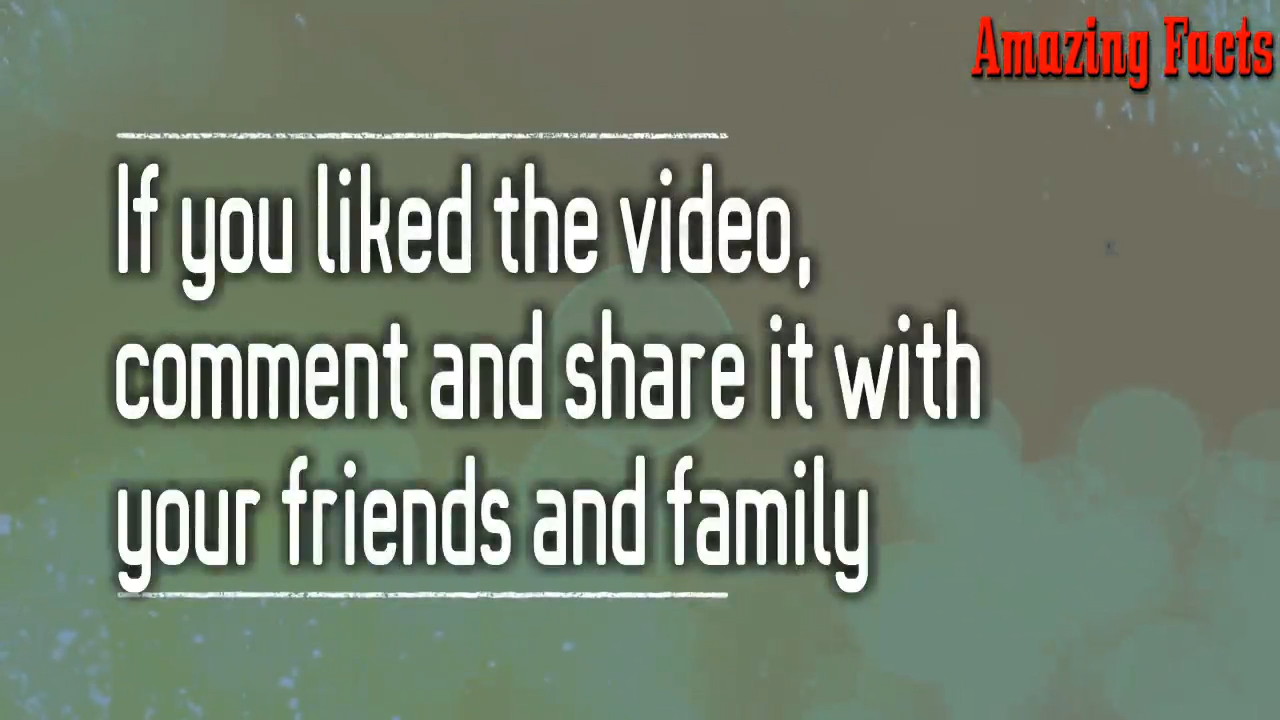 Amazing Facts
If you liked the video,
comment and share it with
your friends and family